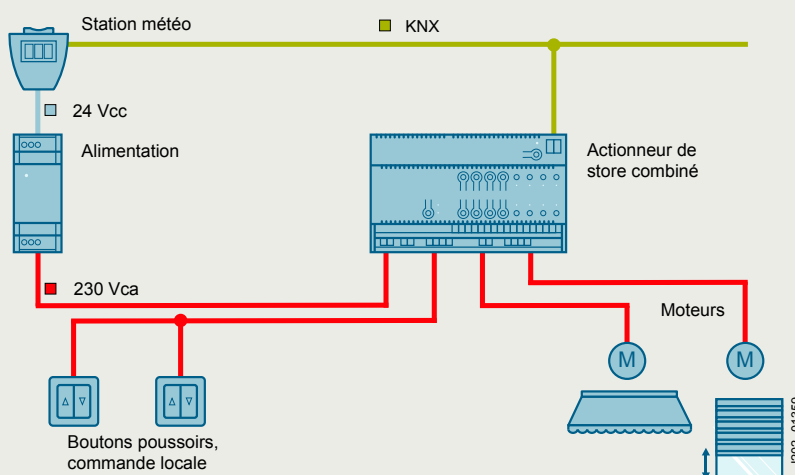 Station météo
KNX
24 Vcc
Alimentation
Actionneur de
store combiné
230 Vca
Moteurs
M
M
Boutons poussoirs,
commande locale